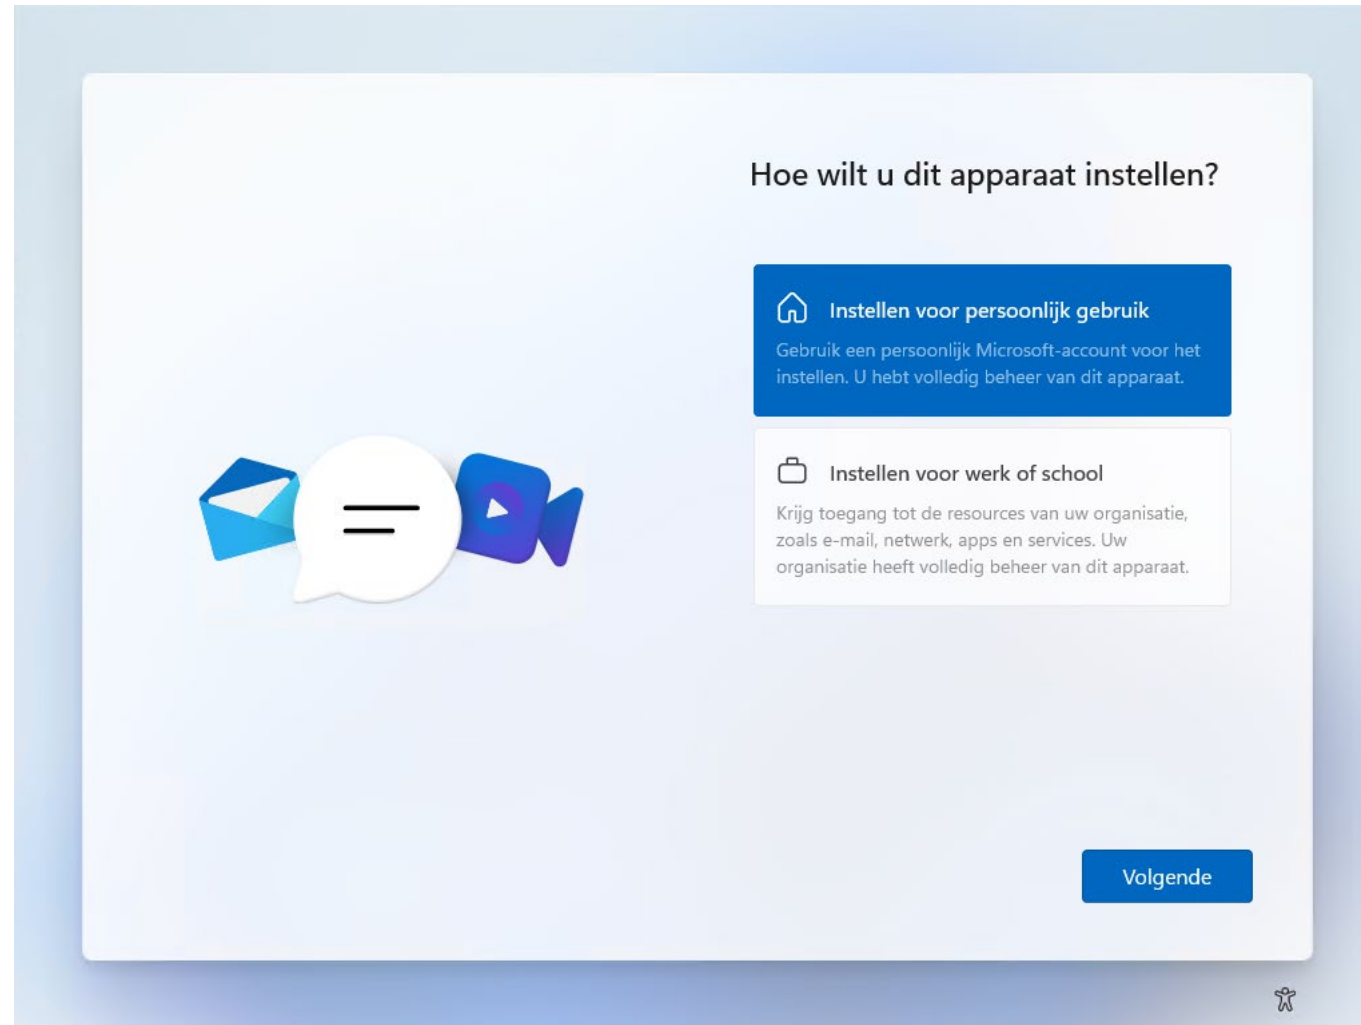 Hoe wilt u dit apparaat instellen?
Instellen voor persoonlijk gebruik
Gebruik een persoonlijk Microsoft-account voor het
instellen. U hebt volledig beheer van dit apparaat.
Instellen voor werk of school
Krijg toegang tot de resources van uw organisatie,
zoals e-mail, netwerk, apps en services. Uw
organisatie heeft volledig beheer van dit apparaat.
Volgende